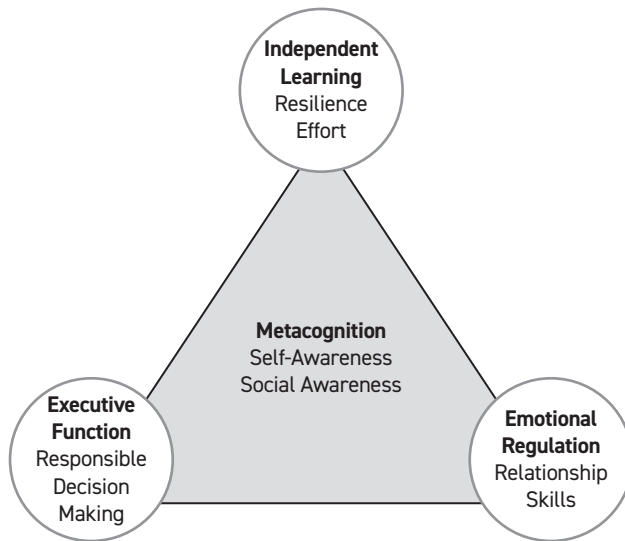 Independent
Learning
Resilience
Effort
Metacognition
Self-Awareness
Social Awareness
Executive
Function
Responsible
Decision
Making
Emotional
Regulation
Relationship
Skills